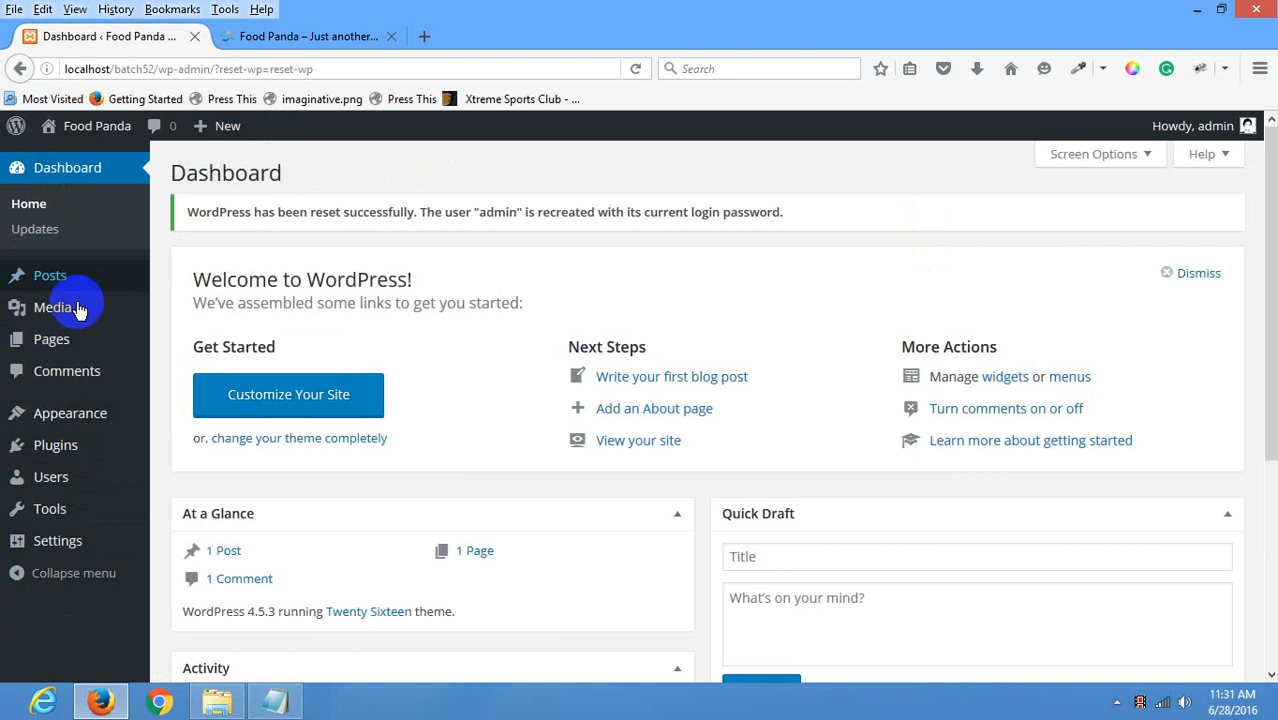 File Edit View History Bookmarks Tools Help
Dashboard ‹ Food Panda ...
Food Panda – Just another...
localhost/batch52/wp-admin/?reset-wp=reset-wp
Search
Most Visited Getting Started Press This imaginative.png Press This Xtreme Sports Club - ...
Food Panda 0 New Howdy, admin
Screen Options Help
Dashboard
Home
Updates
Posts
Media
Pages
Comments
Appearance
Plugins
Users
Tools
Settings
Collapse menu
Dashboard
WordPress has been reset successfully. The user "admin" is recreated with its current login password.
Welcome to WordPress!
Dismiss
We've assembled some links to get you started:
Get Started
Customize Your Site
or, change your theme completely
Next Steps
Write your first blog post
Add an About page
View your site
More Actions
Manage widgets or menus
Turn comments on or off
Learn more about getting started
At a Glance
1 Post 1 Page
1 Comment
WordPress 4.5.3 running Twenty Sixteen theme.
Activity
Quick Draft
Title
What's on your mind?
11:31 AM
6/28/2016